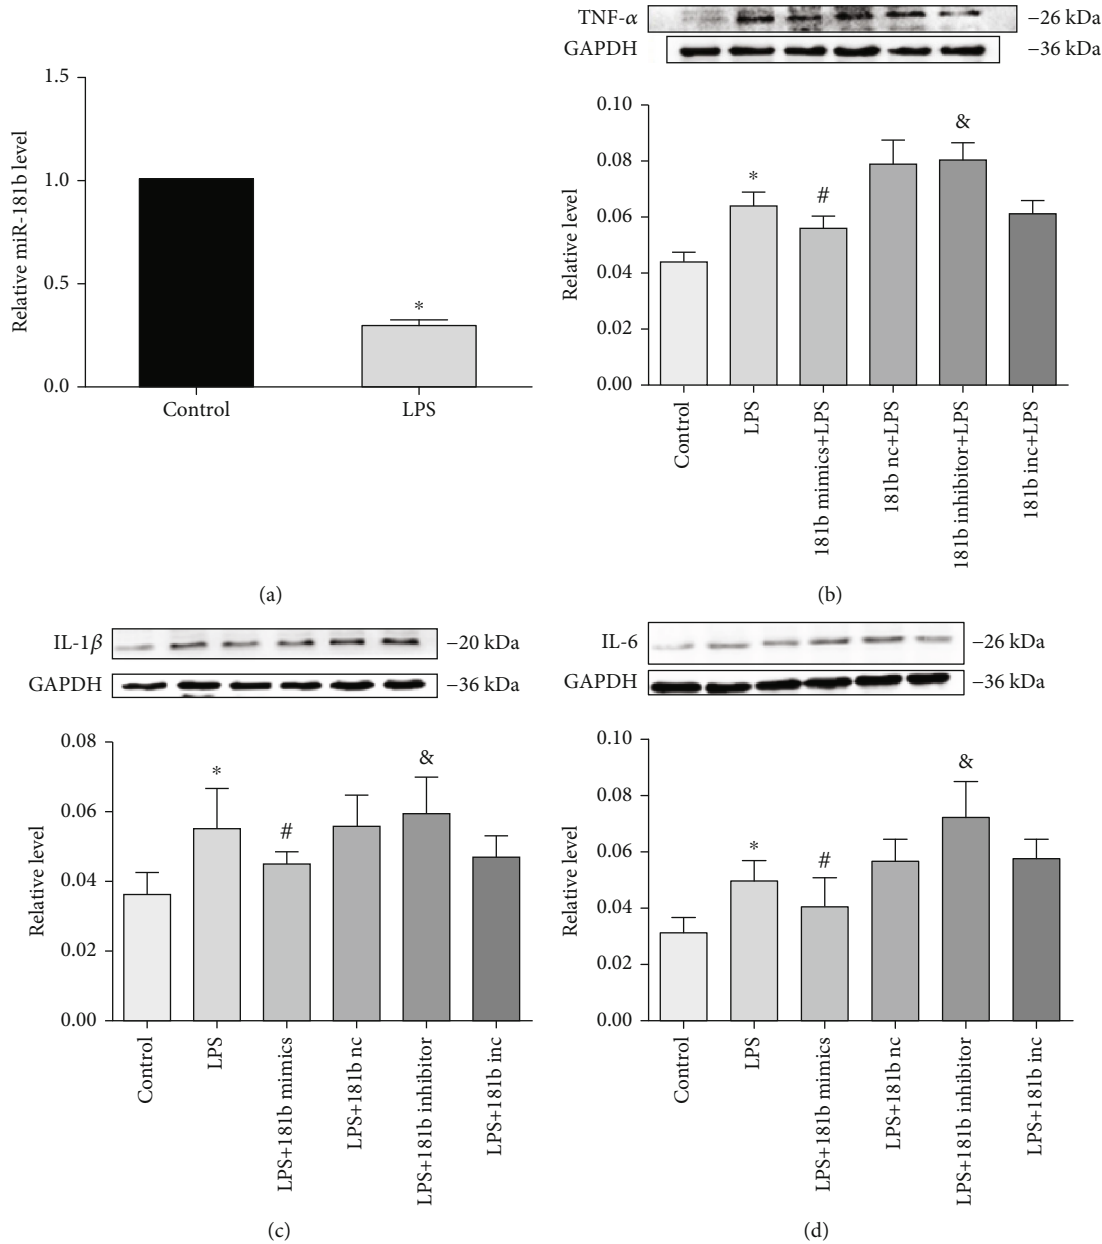 1.5
1.0
0.5
0.0
Relative miR-181b level
*
Control
LPS
(a)
TNF-α
−26 kDa
GAPDH
−36 kDa
0.10
0.08
0.06
0.04
0.02
0.00
Relative level
*
#
&
Control
LPS
181b mimics+LPS
181b nc+LPS
181b inhibitor+LPS
181b inc+LPS
(b)
IL-1β
−20 kDa
GAPDH
−36 kDa
0.08
0.06
0.04
0.02
0.00
Relative level
*
#
&
Control
LPS
LPS+181b mimics
LPS+181b nc
LPS+181b inhibitor
LPS+181b inc
(c)
IL-6
−26 kDa
GAPDH
−36 kDa
0.10
0.08
0.06
0.04
0.02
0.00
Relative level
*
#
&
Control
LPS
LPS+181b mimics
LPS+181b nc
LPS+181b inhibitor
LPS+181b inc
(d)